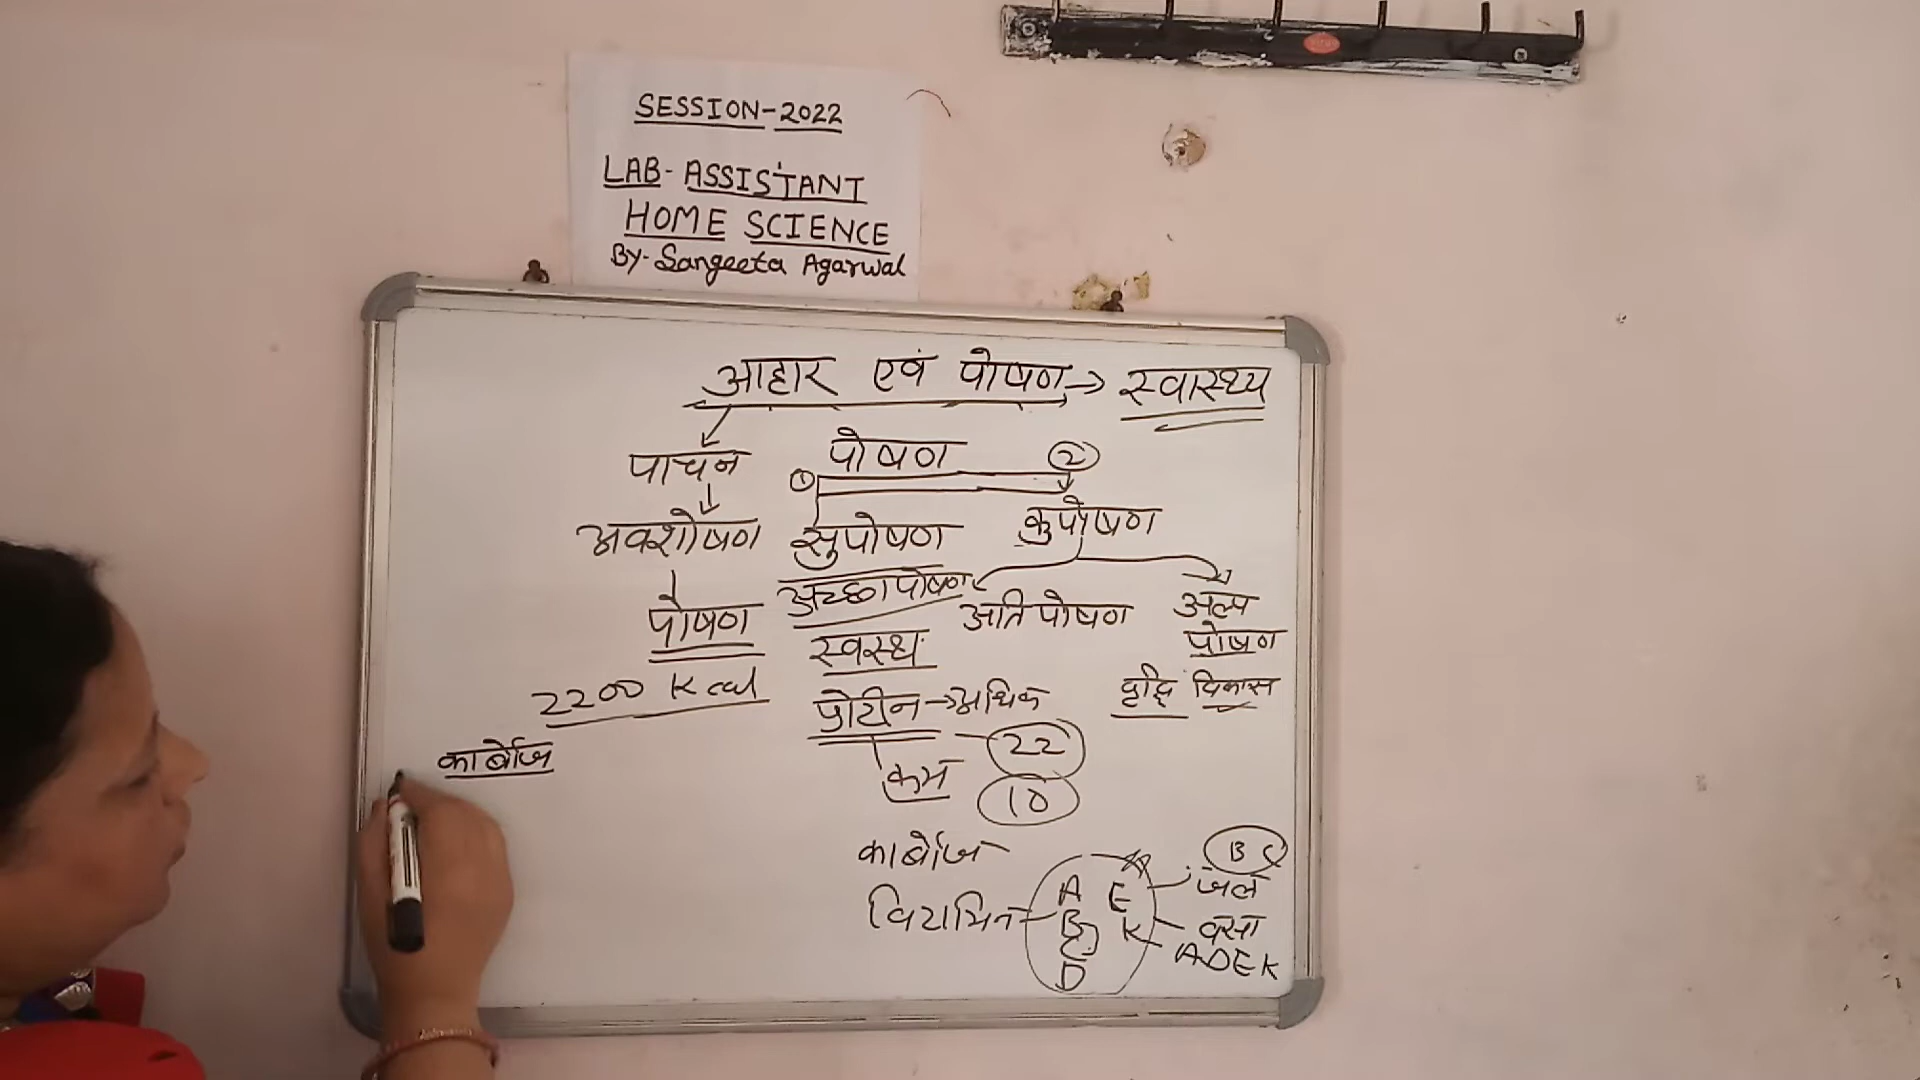 SESSION-2022
LAB-ASSISTANT
HOME SCIENCE
BY-Sangeeta Agarwal
आहार एवं पोषण → स्वास्थ्य
पाचन
अवशोषण
पोषण
2200 Kcal
कार्बोज
पोषण
① ②
सुपोषण कुपोषण
अच्छा पोषण
अति पोषण
अल्प
पोषण
स्वस्थ
वृद्धि विकास
प्रोटीन → अधिक
22
कम
10
कार्बोज
विटामिन
A E
B K
C
D
B C
जल
वसा
ADEK